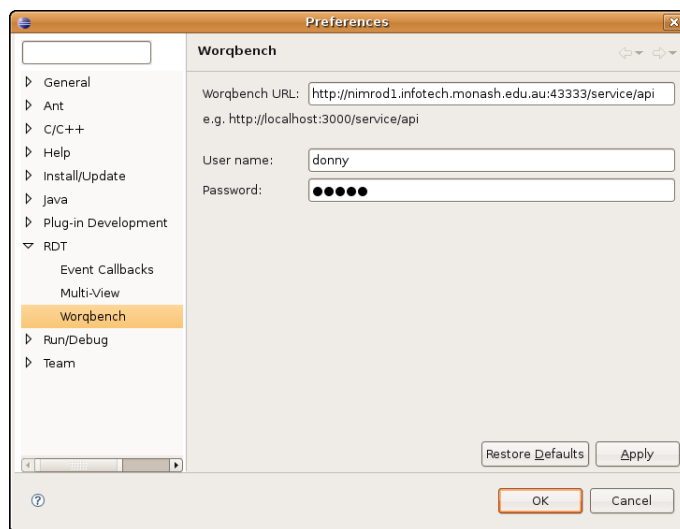 Preferences
Worqbench
General
Ant
C/C++
Help
Install/Update
Java
Plug-in Development
RDT
Event Callbacks
Multi-View
Worqbench
Run/Debug
Team
Worqbench URL: http://nimrod1.infotech.monash.edu.au:43333/service/api
e.g. http://localhost:3000/service/api
User name: donny
Password: ●●●●●
Restore Defaults Apply
? OK Cancel